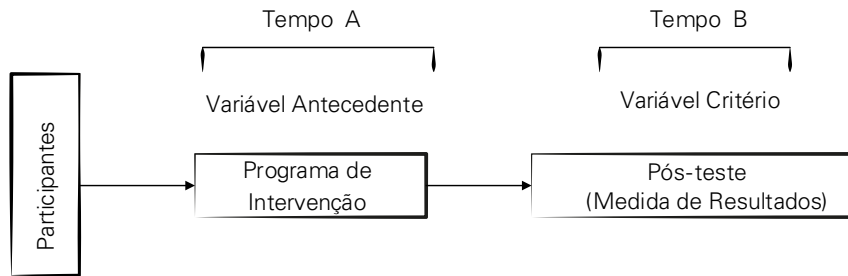 Tempo A
Tempo B
Variável Antecedente
Variável Critério
Participantes
Programa de
Intervenção
Pós-teste
(Medida de Resultados)